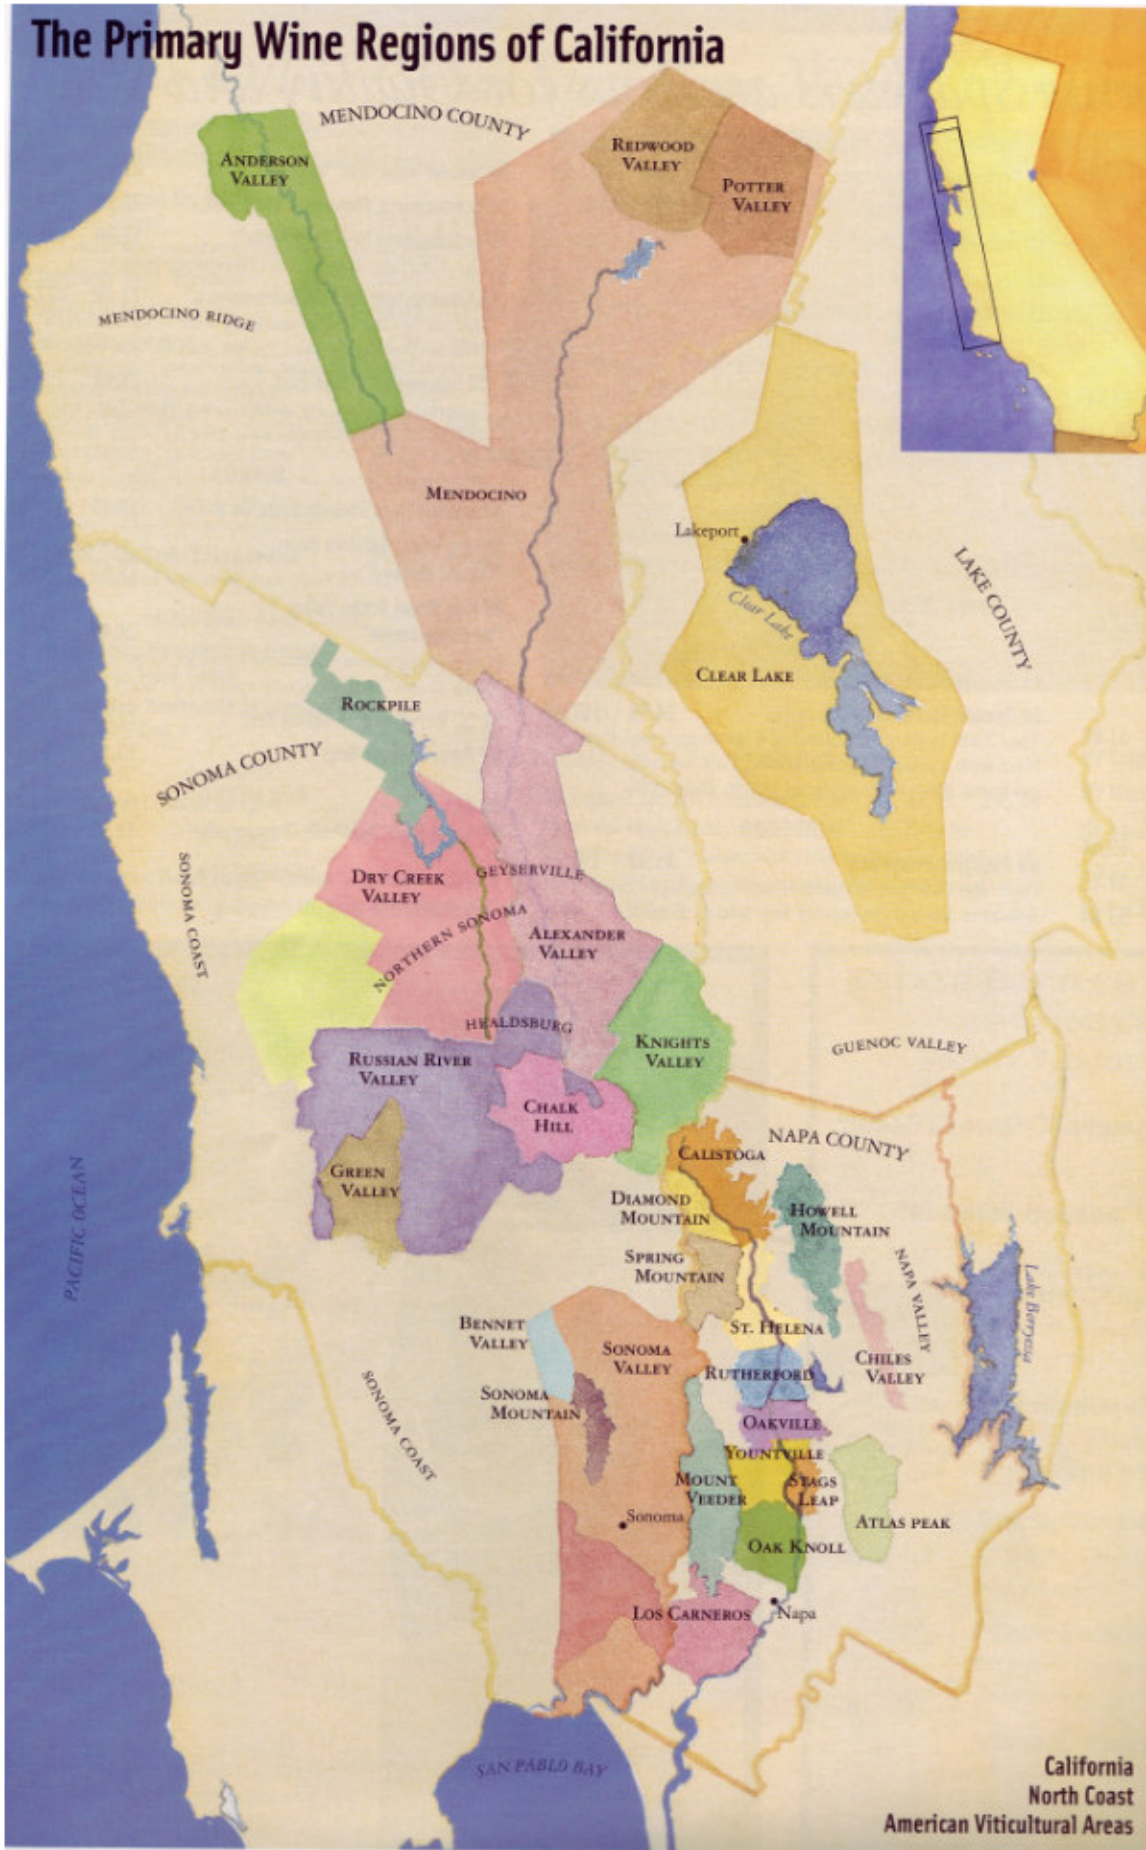 The Primary Wine Regions of California
MENDOCINO COUNTY
REDWOOD
VALLEY
ANDERSON
VALLEY
POTTER
VALLEY
MENDOCINO RIDGE
MENDOCINO
Lakeport
Clear Lake
LAKE COUNTY
CLEAR LAKE
ROCKPILE
SONOMA COUNTY
SONOMA COAST
GEYSERVILLE
DRY CREEK
VALLEY
NORTHERN SONOMA
ALEXANDER
VALLEY
HEALDSBURG
KNIGHTS
VALLEY
GUENOC VALLEY
RUSSIAN RIVER
VALLEY
CHALK
HILL
NAPA COUNTY
CALISTOGA
GREEN
VALLEY
DIAMOND
MOUNTAIN
HOWELL
MOUNTAIN
PACIFIC OCEAN
SPRING
MOUNTAIN
NAPA VALLEY
Lake Berryessa
BENNET
VALLEY
ST. HELENA
SONOMA
VALLEY
CHILES
VALLEY
RUTHERFORD
SONOMA
MOUNTAIN
SONOMA COAST
OAKVILLE
YOUNTVILLE
MOUNT
VEEDER
STAGS
LEAP
Sonoma
ATLAS PEAK
OAK KNOLL
LOS CARNEROS
Napa
SAN PABLO BAY
California
North Coast
American Viticultural Areas